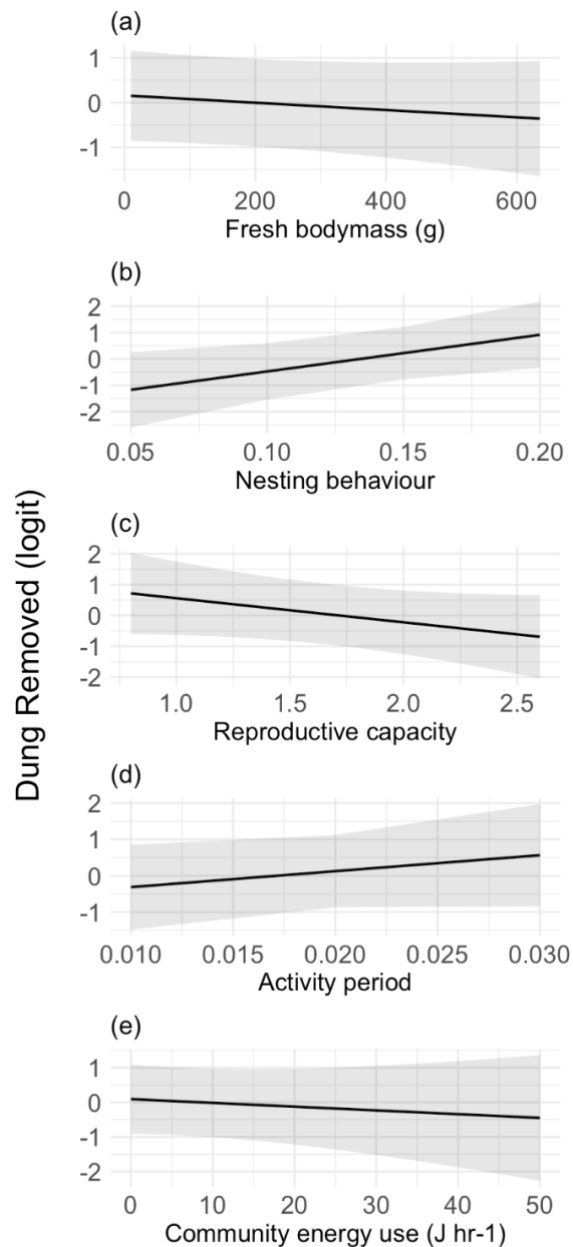 Dung Removed (logit)
(a)
1
0
-1
0 200 400 600
Fresh bodymass (g)
(b)
2
1
0
-1
-2
0.05 0.10 0.15 0.20
Nesting behaviour
(c)
2
1
0
-1
-2
1.0 1.5 2.0 2.5
Reproductive capacity
(d)
2
1
0
-1
0.010 0.015 0.020 0.025 0.030
Activity period
(e)
1
0
-1
-2
0 10 20 30 40 50
Community energy use (J hr-1)